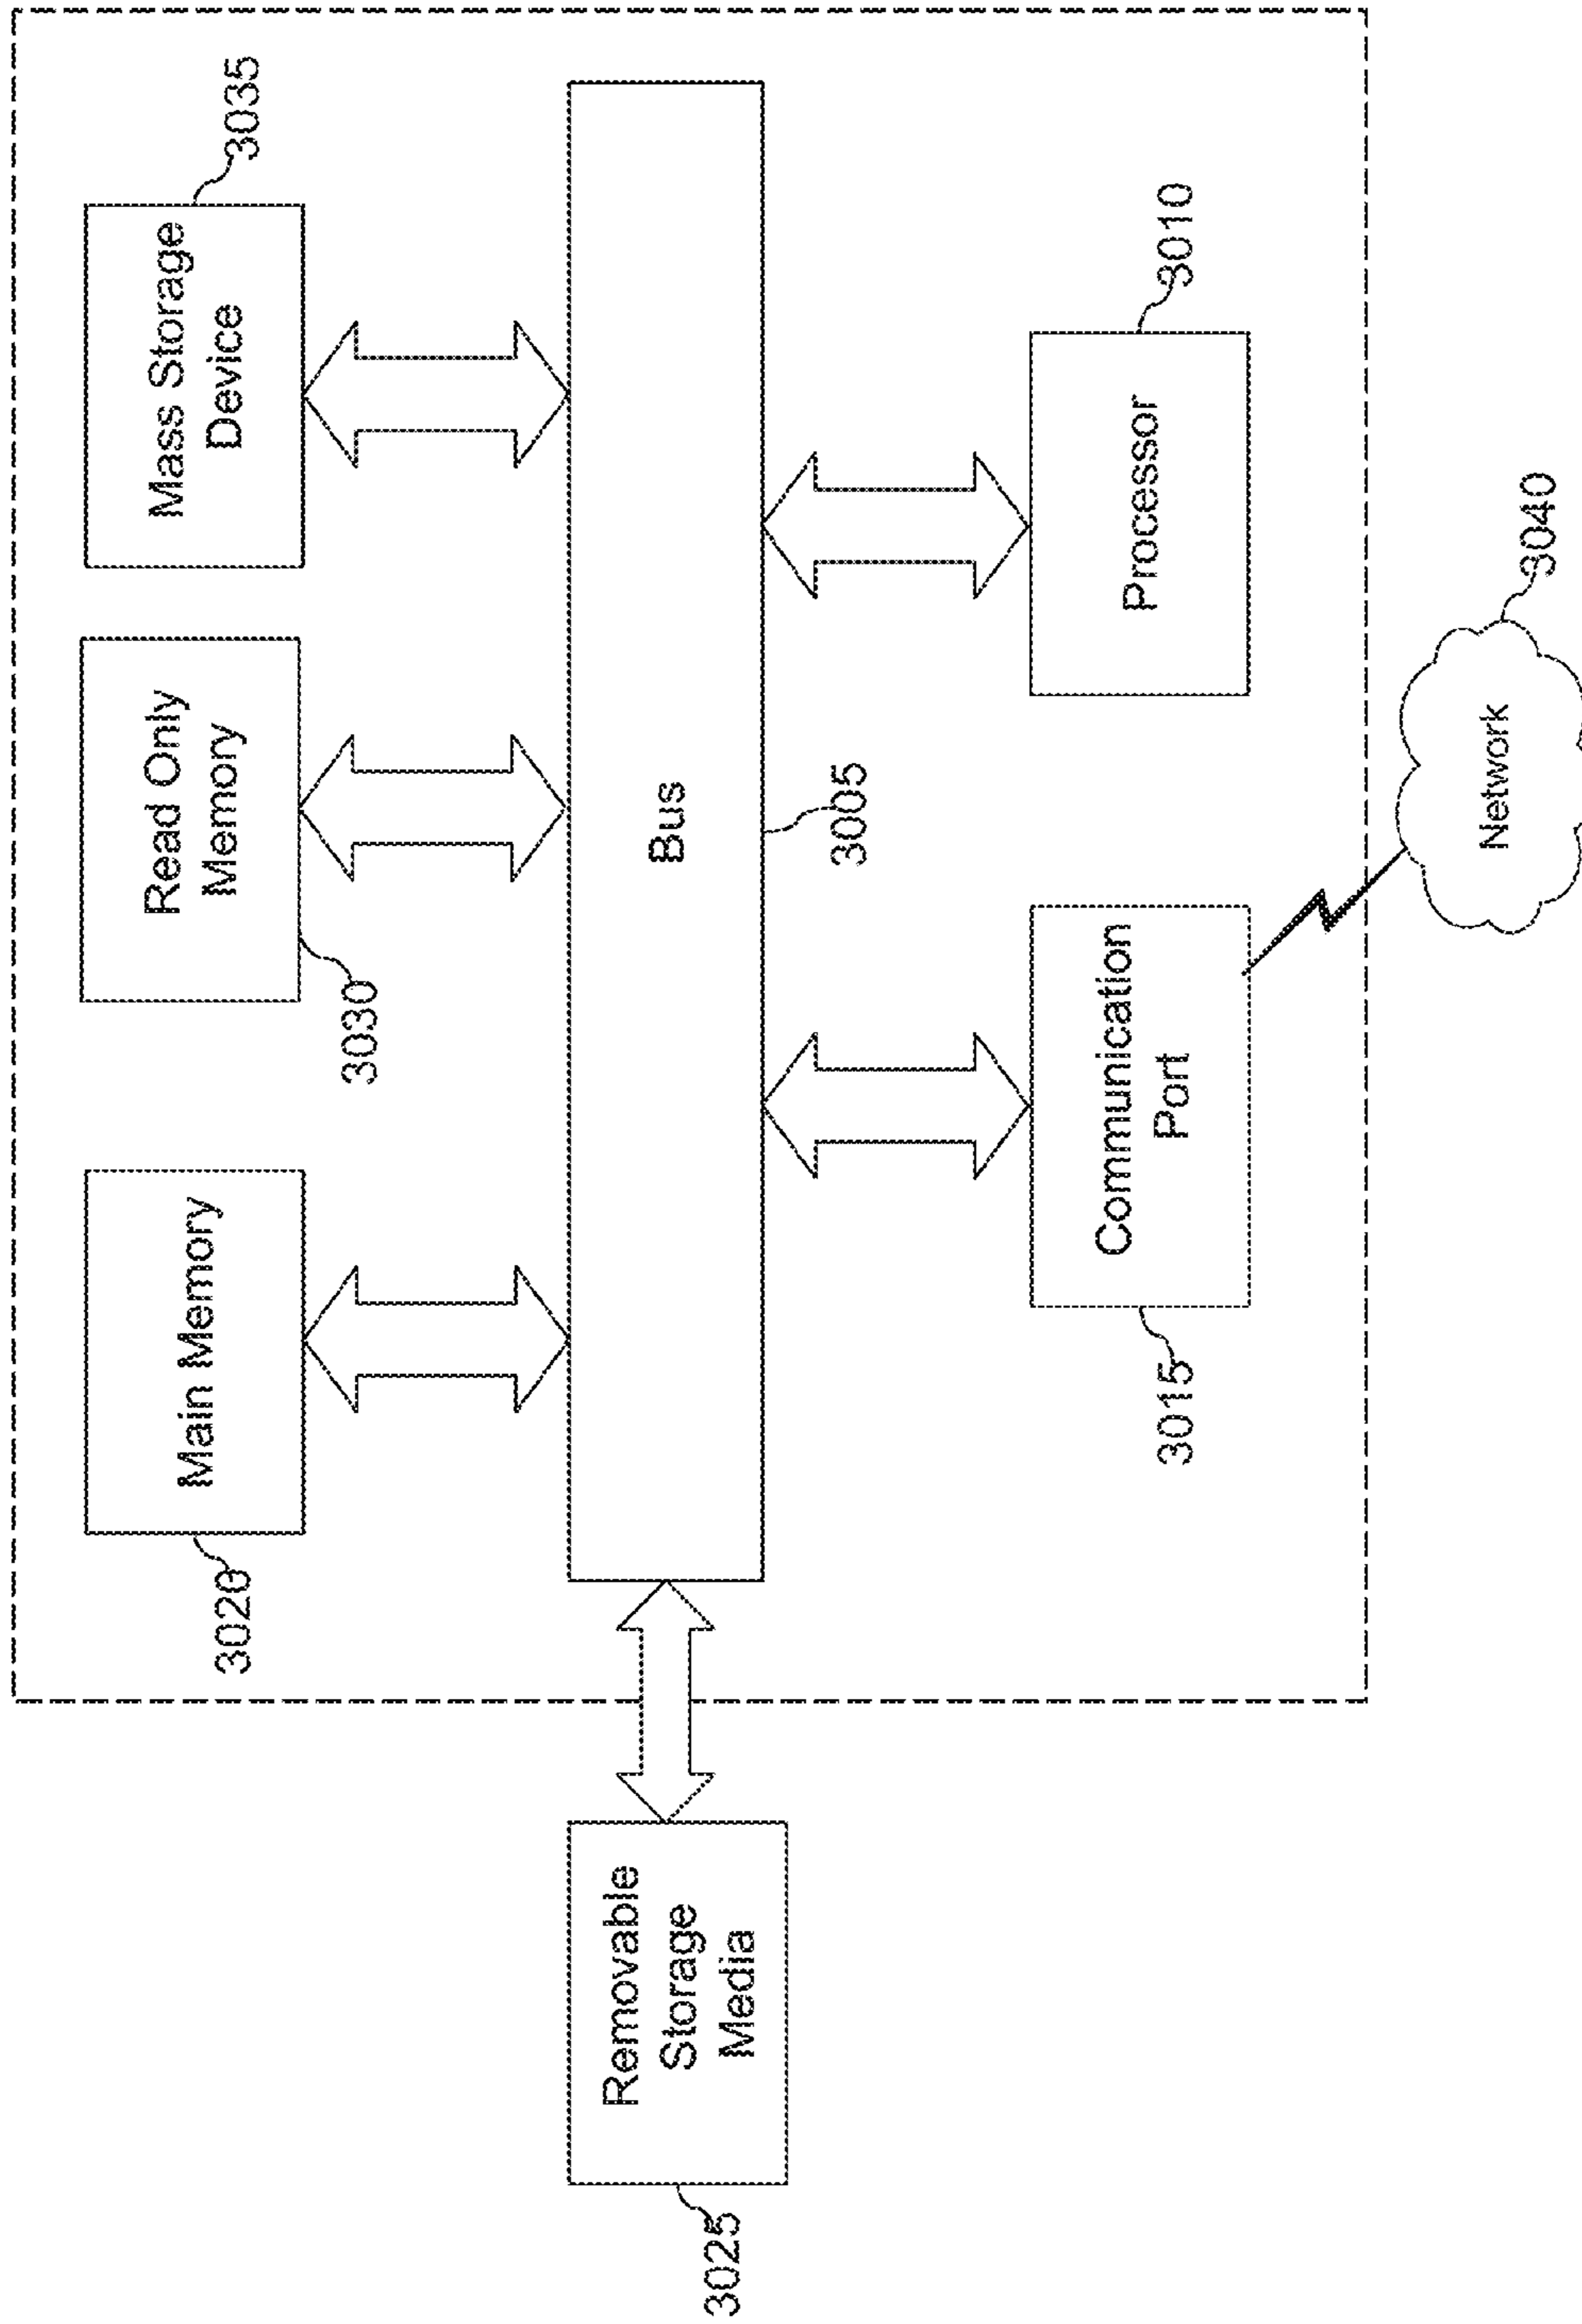 Main Memory
3020
Read Only
Memory
3030
Mass Storage
Device
3035
Removable
Storage
Media
3025
Bus
3005
Communication
Port
3015
Processor
3010
Network
3040